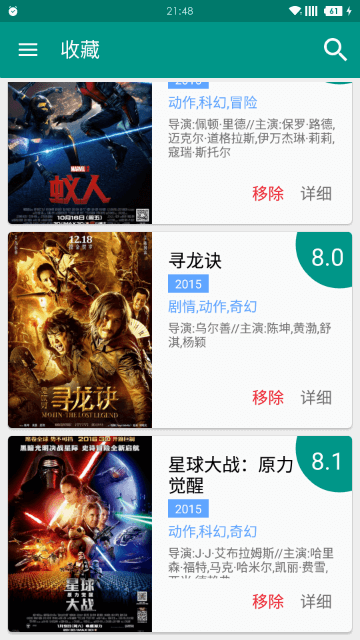 21:48
61
收藏
2015
动作,科幻,冒险
导演:佩顿·里德//主演:保罗·路德,
迈克尔·道格拉斯,伊万杰琳·莉莉,
寇瑞·斯托尔
MARVEL
蚁人
10月16日
移除 详细
12.18
寻龙诀
MOJIN-THE LOST LEGEND
寻龙诀
8.0
2015
剧情,动作,奇幻
导演:乌尔善//主演:陈坤,黄渤,舒
淇,杨颖
移除 详细
星球大战
原力觉醒
星球大战：原力
觉醒
8.1
2015
动作,科幻,奇幻
导演:J·J·艾布拉姆斯//主演:哈里
森·福特,马克·哈米尔,凯丽·费雪,
移除 详细